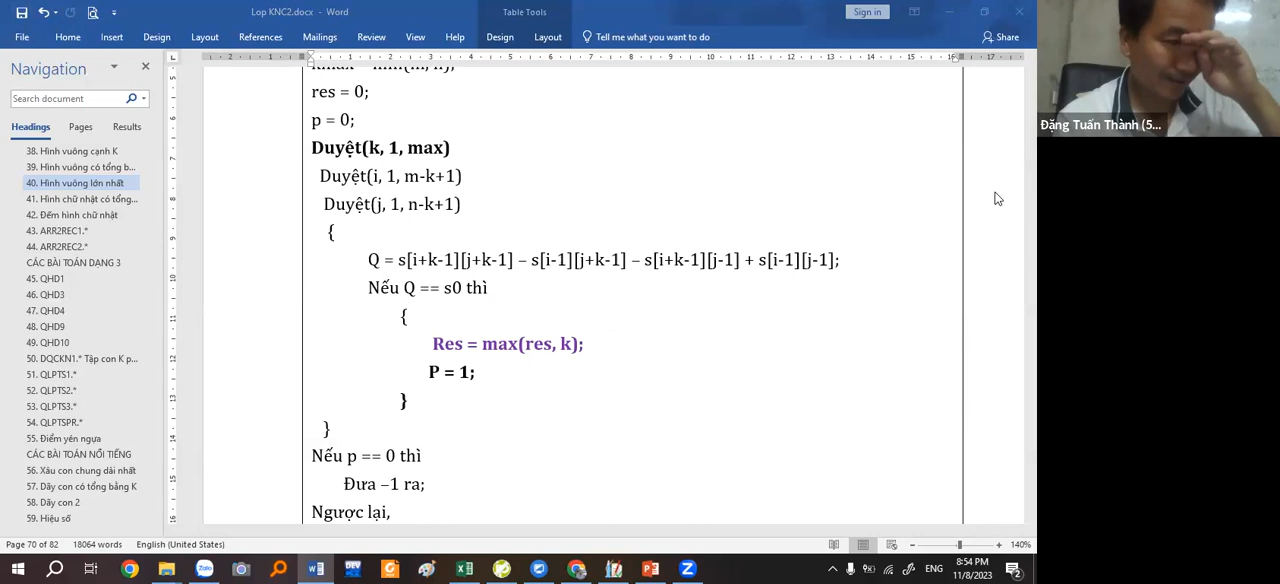 Lop KNC2.docx - Word
Table Tools
Sign in
File
Home
Insert
Design
Layout
References
Mailings
Review
View
Help
Design
Layout
Tell me what you want to do
Share
Navigation
Search document
Headings
Pages
Results
38. Hình vuông cạnh K
39. Hình vuông có tổng b...
40. Hình vuông lớn nhất
41. Hình chữ nhật có tổng...
42. Đếm hình chữ nhật
43. ARR2REC1.*
44. ARR2REC2.*
CÁC BÀI TOÁN DẠNG 3
45. QHD1
46. QHD3
47. QHD4
48. QHD9
49. QHD10
50. DQCKN1.* Tập con K p...
51. QLPTS1.*
52. QLPTS2.*
53. QLPTS3.*
54. QLPTSPR.*
55. Điểm yên ngựa
CÁC BÀI TOÁN NỔI TIẾNG
56. Xâu con chung dài nhất
57. Dãy con có tổng bằng K
58. Dãy con 2
59. Hiệu số
res = 0;
p = 0;
Duyệt(k, 1, max)
Duyệt(i, 1, m-k+1)
Duyệt(j, 1, n-k+1)
{
Q = s[i+k-1][j+k-1] – s[i-1][j+k-1] – s[i+k-1][j-1] + s[i-1][j-1];
Nếu Q == s0 thì
{
Res = max(res, k);
P = 1;
}
}
Nếu p == 0 thì
Đưa –1 ra;
Ngược lại,
Đặng Tuấn Thành (5...
Page 70 of 82
18064 words
English (United States)
140%
ENG
8:54 PM
11/8/2023